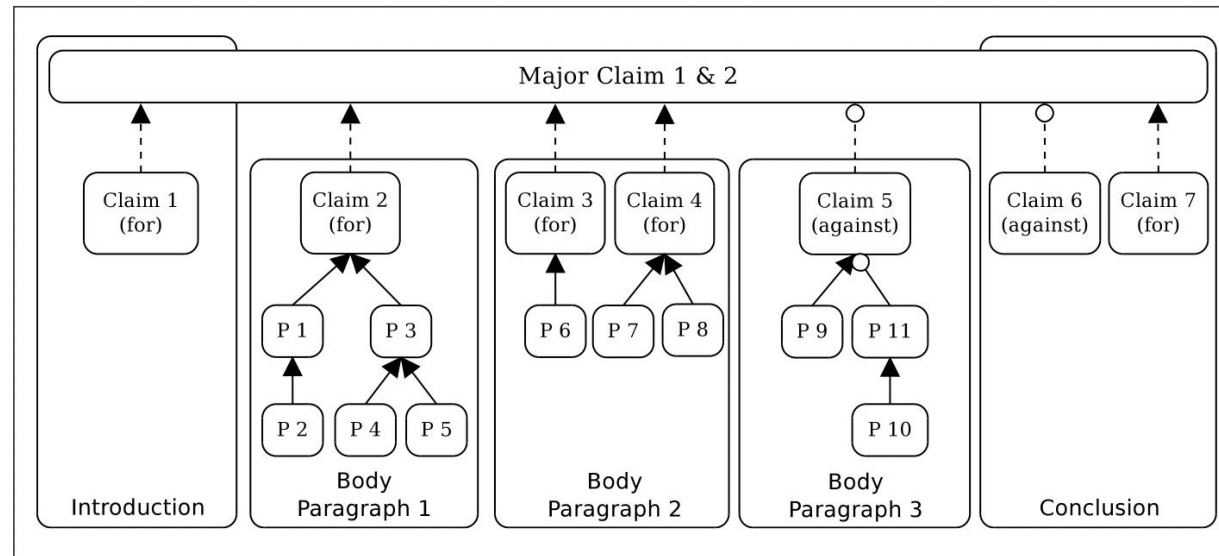 Major Claim 1 & 2
Claim 1
(for)
Claim 2
(for)
Claim 3
(for)
Claim 4
(for)
Claim 5
(against)
Claim 6
(against)
Claim 7
(for)
P 1
P 3
P 6
P 7
P 8
P 9
P 11
P 2
P 4
P 5
P 10
Introduction
Body
Paragraph 1
Body
Paragraph 2
Body
Paragraph 3
Conclusion